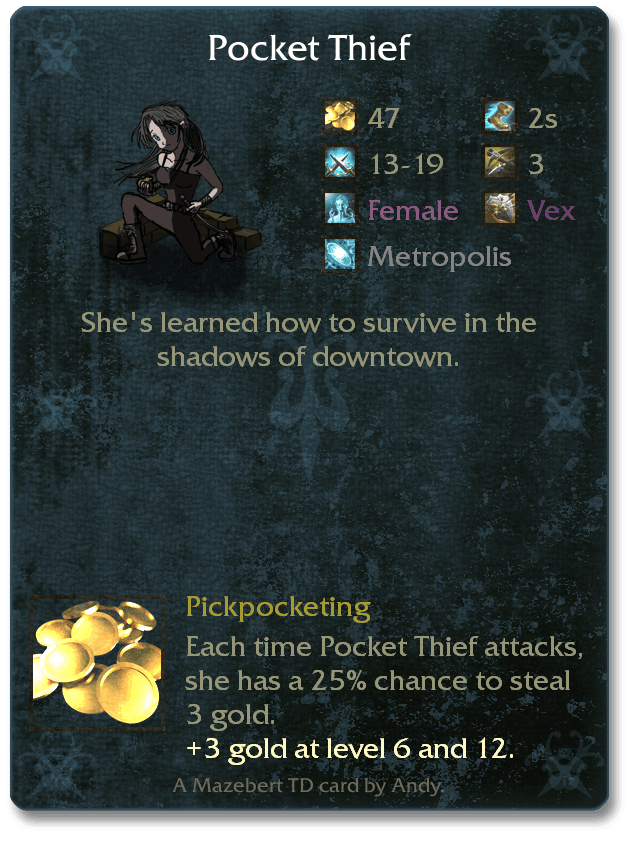 Pocket Thief
47 2s
13-19 3
Female Vex
Metropolis
She's learned how to survive in the
shadows of downtown.
Pickpocketing
Each time Pocket Thief attacks,
she has a 25% chance to steal
3 gold.
+3 gold at level 6 and 12.
A Mazebert TD card by Andy.